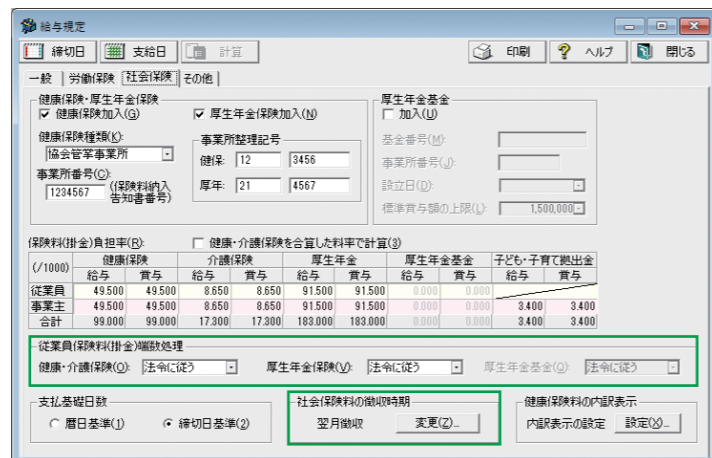 給与規定
締切日 支給日 計算 印刷 ヘルプ 閉じる
一般 労働保険 社会保険 その他
健康保険・厚生年金保険
健康保険加入(G) 厚生年金保険加入(N)
健康保険種類(K):
協会管掌事業所
事業所番号(C):
1234567 (保険料納入告知書番号)
事業所整理記号
健保: 12 3456
厚年: 21 4567
厚生年金基金
加入(U)
基金番号(M):
事業所番号(J):
設立日(D):
標準賞与額の上限(L): 1,500,000
保険料(掛金)負担率(R): 健康・介護保険を合算した料率で計算(3)
(/1000) 健康保険 介護保険 厚生年金 厚生年金基金 子ども・子育て拠出金
給与 賞与 給与 賞与 給与 賞与 給与 賞与 給与 賞与
従業員 49.500 49.500 8.650 8.650 91.500 91.500 0.000 0.000
事業主 49.500 49.500 8.650 8.650 91.500 91.500 0.000 0.000 3.400 3.400
合計 99.000 99.000 17.300 17.300 183.000 183.000 0.000 0.000 3.400 3.400
従業員保険料(掛金)端数処理
健康・介護保険(O): 法令に従う 厚生年金保険(V): 法令に従う 厚生年金基金(Q): 法令に従う
支払基礎日数
暦日基準(1) 締切日基準(2)
社会保険料の徴収時期
翌月徴収 変更(Z)...
健康保険料の内訳表示
内訳表示の設定 設定(X)...